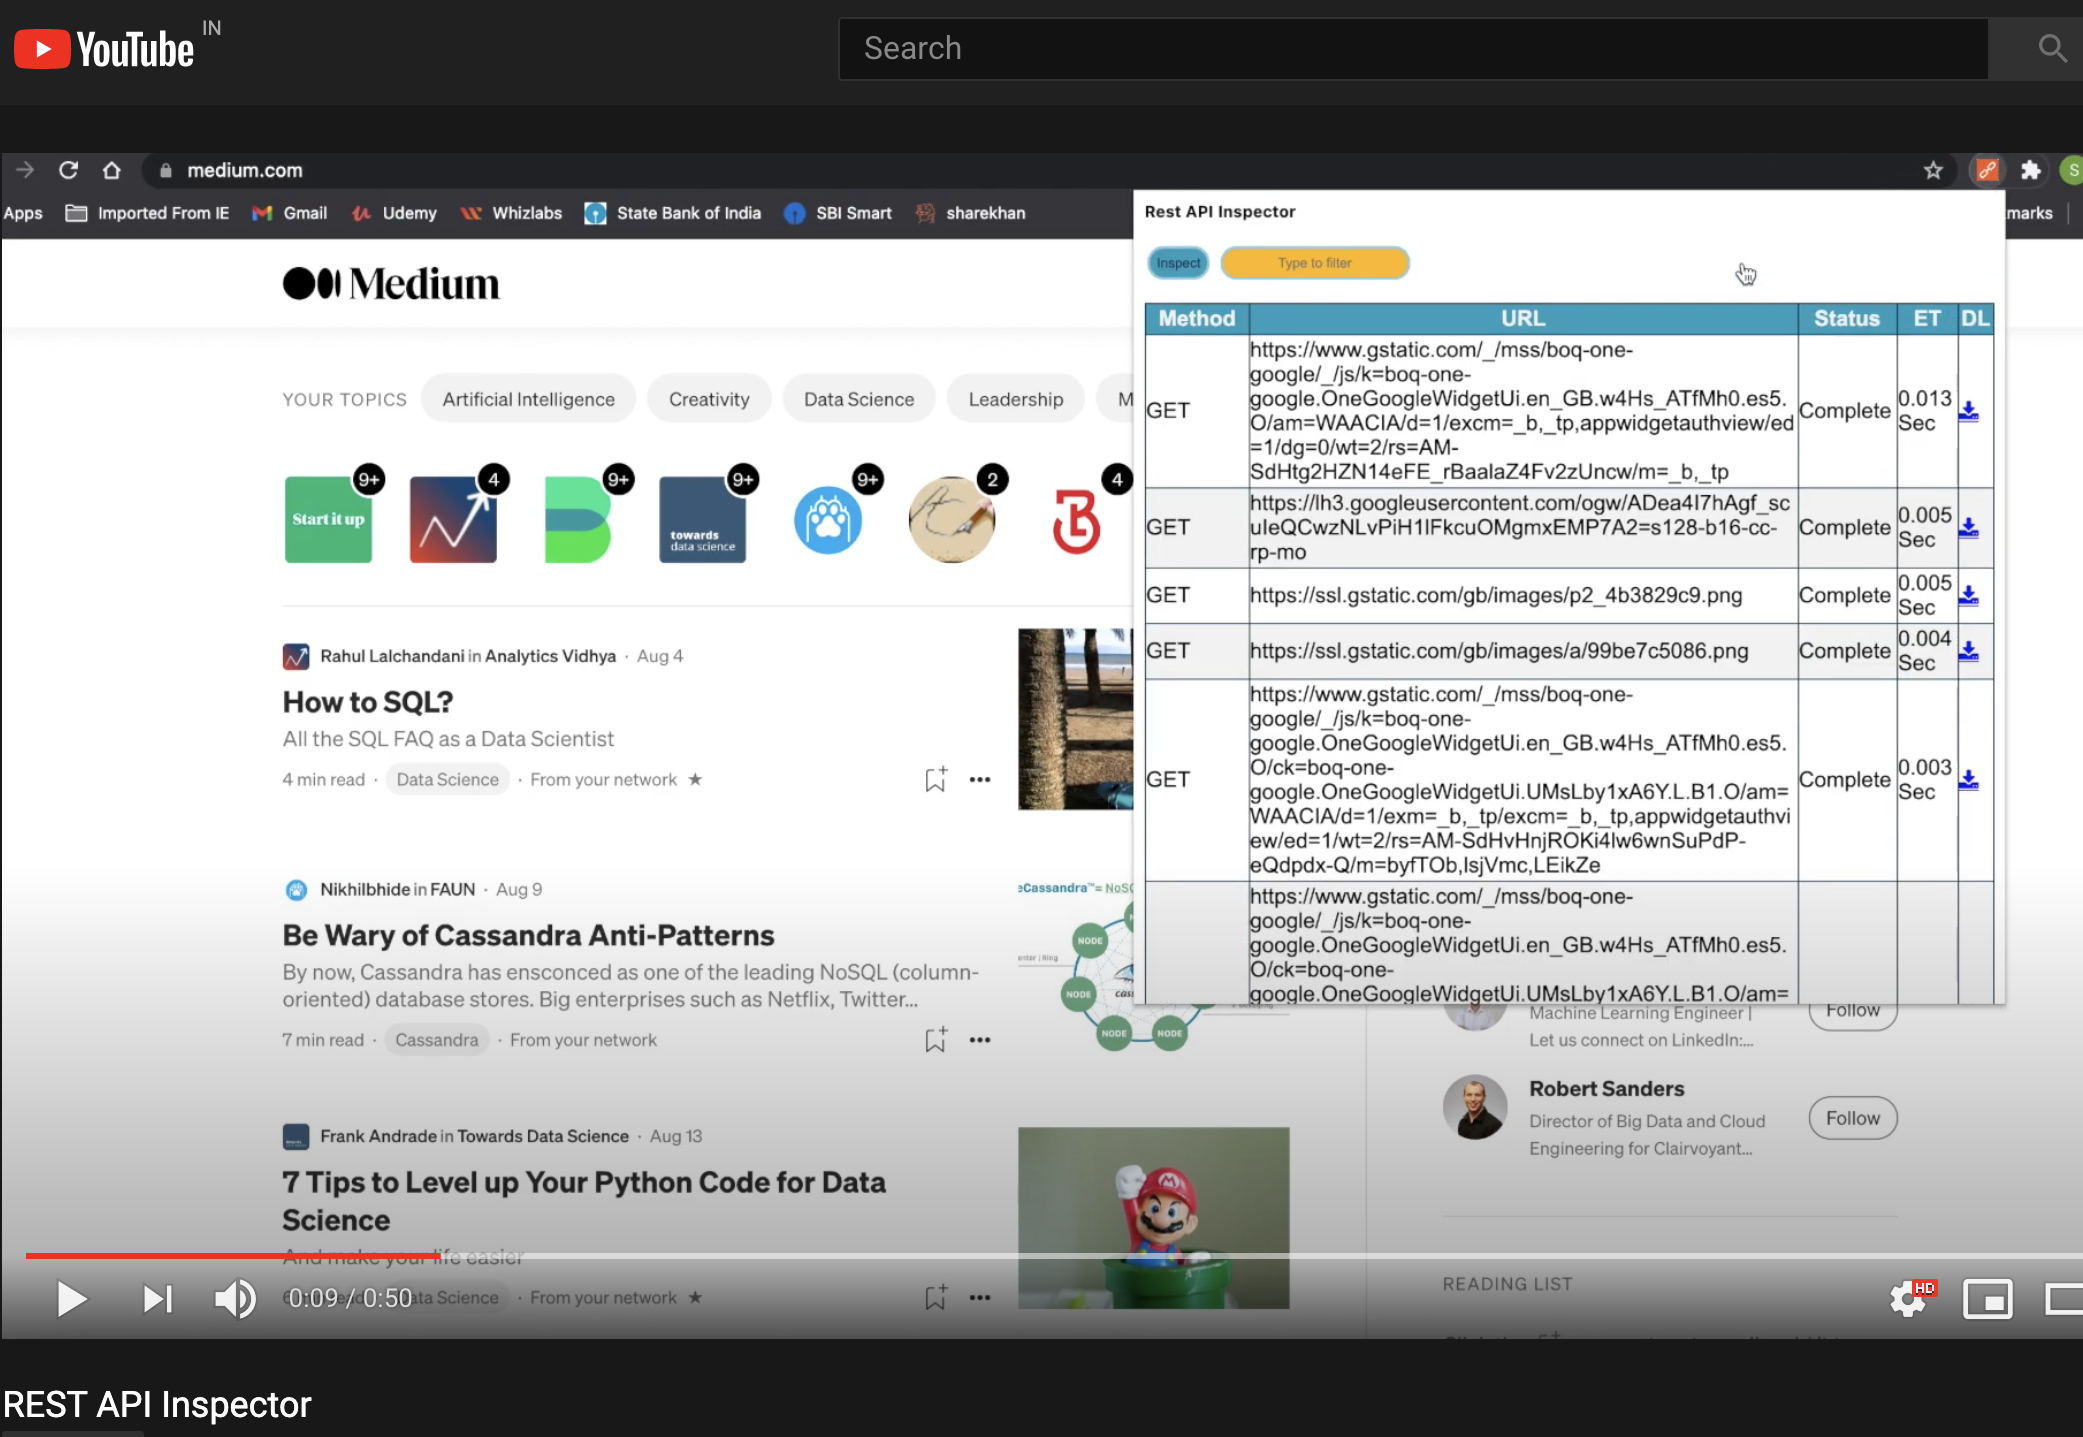 YouTube IN
Search
medium.com
S
Apps Imported From IE Gmail Udemy Whizlabs State Bank of India SBI Smart sharekhan
marks
Rest API Inspector
Inspect Type to filter
Method URL Status ET DL
GET
https://www.gstatic.com/_/mss/boq-one-
google/_/js/k=boq-one-
google.OneGoogleWidgetUi.en_GB.w4Hs_ATfMh0.es5.
O/am=WAACIA/d=1/excm=_b,_tp,appwidgetauthview/ed
=1/dg=0/wt=2/rs=AM-
SdHtg2HZN14eFE_rBaalaZ4Fv2zUncw/m=_b,_tp
Complete
0.013
Sec
GET
https://lh3.googleusercontent.com/ogw/ADea4I7hAgf_sc
uleQCwzNLvPiH1lFkcuOMgmxEMP7A2=s128-b16-cc-
rp-mo
Complete
0.005
Sec
GET
https://ssl.gstatic.com/gb/images/p2_4b3829c9.png
Complete
0.005
Sec
GET
https://ssl.gstatic.com/gb/images/a/99be7c5086.png
Complete
0.004
Sec
GET
https://www.gstatic.com/_/mss/boq-one-
google/_/js/k=boq-one-
google.OneGoogleWidgetUi.en_GB.w4Hs_ATfMh0.es5.
O/ck=boq-one-
google.OneGoogleWidgetUi.UMsLby1xA6Y.L.B1.O/am=
WAACIA/d=1/exm=_b,_tp/excm=_b,_tp,appwidgetauthvi
ew/ed=1/wt=2/rs=AM-SdHvHnjROKi4lw6wnSuPdP-
eQdpdx-Q/m=byfTOb,lsjVmc,LEikZe
Complete
0.003
Sec
https://www.gstatic.com/_/mss/boq-one-
google/_/js/k=boq-one-
google.OneGoogleWidgetUi.en_GB.w4Hs_ATfMh0.es5.
O/ck=boq-one-
google.OneGoogleWidgetUi.UMsLby1xA6Y.L.B1.O/am=
Medium
YOUR TOPICS Artificial Intelligence Creativity Data Science Leadership M
9+ 4 9+ 9+ 9+ 2 4
Start it up
towards
data science
B
Rahul Lalchandani in Analytics Vidhya · Aug 4
How to SQL?
All the SQL FAQ as a Data Scientist
4 min read · Data Science · From your network ★
Nikhilbhide in FAUN · Aug 9
Be Wary of Cassandra Anti-Patterns
By now, Cassandra has ensconced as one of the leading NoSQL (column-
oriented) database stores. Big enterprises such as Netflix, Twitter...
7 min read · Cassandra · From your network
eCassandra™= NoSQ
NODE
NODE
NODE
NODE
Frank Andrade in Towards Data Science · Aug 13
7 Tips to Level up Your Python Code for Data
Science
And make your life easier
Data Science · From your network ★
M
Machine Learning Engineer |
Let us connect on LinkedIn:...
Follow
Robert Sanders
Director of Big Data and Cloud
Engineering for Clairvoyant...
Follow
READING LIST
0:09 / 0:50
HD
REST API Inspector